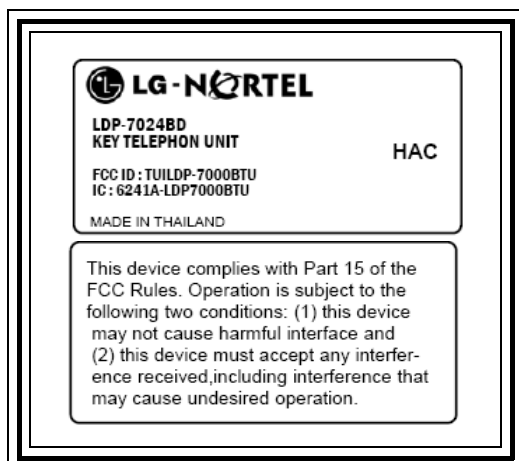 LG-NORTEL
LDP-7024BD
KEY TELEPHON UNIT
HAC
FCC ID : TUILDP-7000BTU
IC : 6241A-LDP7000BTU
MADE IN THAILAND
This device complies with Part 15 of the
FCC Rules. Operation is subject to the
following two conditions: (1) this device
may not cause harmful interface and
(2) this device must accept any interfer-
ence received,including interference that
may cause undesired operation.